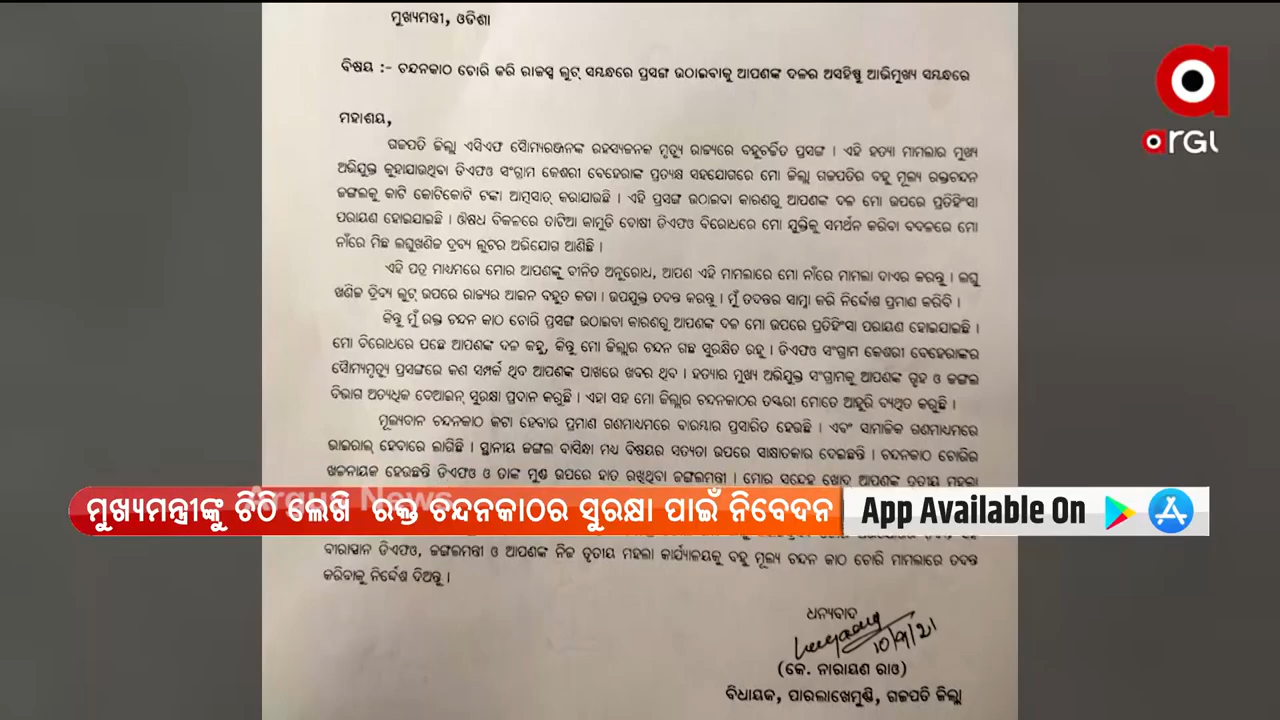 ମୁଖ୍ୟମନ୍ତ୍ରୀ, ଓଡିଶା
ବିଷୟ :- ଚନ୍ଦନକାଠ ଚୋରି କରି ରାଜସ୍ୱ ଲୁଟ୍ ସମ୍ବନ୍ଧରେ ପ୍ରସଙ୍ଗ ଉଠାଇବାକୁ ଆପଣଙ୍କ ଦଳର ଅସହିଷ୍ଣୁ ଆଭିମୁଖ୍ୟ ସମ୍ବନ୍ଧରେ
ମହାଶୟ,
ଗଜପତି ଜିଲ୍ଲା ଏସିଏଫ ସୌମ୍ୟରଞ୍ଜନଙ୍କ ରହସ୍ୟଜନକ ମୃତ୍ୟୁ ରାଜ୍ୟରେ ବହୁଚର୍ଚ୍ଚିତ ପ୍ରସଙ୍ଗ । ଏହି ହତ୍ୟା ମାମଲାର ମୁଖ୍ୟ
ଅଭିଯୁକ୍ତ କୁହାଯାଉଥିବା ଡିଏଫଓ ସଂଗ୍ରାମ କେଶରୀ ବେହେରାଙ୍କ ପ୍ରତ୍ୟକ୍ଷ ସହଯୋଗରେ ମୋ ଜିଲ୍ଲା ଗଜପତିର ବହୁ ମୂଲ୍ୟ ରକ୍ତଚନ୍ଦନ
ଜଙ୍ଗଲକୁ କାଟି କୋଟିକୋଟି ଟଙ୍କା ଆତ୍ମସାତ୍ କରାଯାଉଛି । ଏହି ପ୍ରସଙ୍ଗ ଉଠାଇବା କାରଣରୁ ଆପଣଙ୍କ ଦଳ ମୋ ଉପରେ ପ୍ରତିହିଂସା
ପରାୟଣ ହୋଇଯାଇଛି । ଔଷଧ ବିକଳରେ ତାଟିଆ କାମୁଡି ଦୋଷୀ ଡିଏଫଓ ବିରୋଧରେ ମୋ ଯୁକ୍ତିକୁ ସମର୍ଥନ କରିବା ବଦଳରେ ମୋ
ନାଁରେ ମିଛ ଲଘୁଖଣିଜ ଦ୍ରବ୍ୟ ଲୁଟର ଅଭିଯୋଗ ଆଣିଛି ।
ଏହି ପତ୍ର ମାଧ୍ୟମରେ ମୋର ଆପଣଙ୍କୁ ବୀନିତ ଅନୁରୋଧ, ଆପଣ ଏହି ମାମଲାରେ ମୋ ନାଁରେ ମାମଲା ଦାଏର କରନ୍ତୁ । ଲଘୁ
ଖଣିଜ ଦ୍ରିବ୍ୟ ଲୁଟ୍ ଉପରେ ରାଜ୍ୟର ଆଇନ ବହୁତ କଡା । ଉପଯୁକ୍ତ ତଦନ୍ତ କରନ୍ତୁ । ମୁଁ ତଦନ୍ତର ସାମ୍ନା କରି ନିର୍ଦ୍ଦୋଶ ପ୍ରମାଣ କରିବି ।
କିନ୍ତୁ ମୁଁ ରକ୍ତ ଚନ୍ଦନ କାଠ ଚୋରି ପ୍ରସଙ୍ଗ ଉଠାଇବା କାରଣରୁ ଆପଣଙ୍କ ଦଳ ମୋ ଉପରେ ପ୍ରତିହିଂସା ପରାୟଣ ହୋଇଯାଇଛି ।
ମୋ ବିରୋଧରେ ପଛେ ଆପଣଙ୍କ ଦଳ କହୁ, କିନ୍ତୁ ମୋ ଜିଲ୍ଲାର ଚନ୍ଦନ ଗଛ ସୁରକ୍ଷିତ ରହୁ । ଡିଏଫଓ ସଂଗ୍ରାମ କେଶରୀ ବେହେରାଙ୍କର
ସୌମ୍ୟମୃତ୍ୟୁ ପ୍ରସଙ୍ଗରେ କଣ ସମ୍ପର୍କ ଥିବ ଆପଣଙ୍କ ପାଖରେ ଖବର ଥିବ । ହତ୍ୟାର ମୁଖ୍ୟ ଅଭିଯୁକ୍ତ ସଂଗ୍ରାମକୁ ଆପଣଙ୍କ ଗୃହ ଓ ଜଙ୍ଗଲ
ବିଭାଗ ଅତ୍ୟଧିକ ବେଆଇନ୍ ସୁରକ୍ଷା ପ୍ରଦାନ କରୁଛି । ଏହା ସହ ମୋ ଜିଲ୍ଲାର ଚନ୍ଦନକାଠର ତସ୍କରୀ ମୋତେ ଆହୁରି ବ୍ୟଥିତ କରୁଛି ।
ମୂଲ୍ୟବାନ ଚନ୍ଦନକାଠ କଟା ହେବାର ପ୍ରମାଣ ଗଣମାଧ୍ୟମରେ ବାରମ୍ବାର ପ୍ରସାରିତ ହେଉଛି । ଏବଂ ସାମାଜିକ ଗଣମାଧ୍ୟମରେ
ଭାଇରାଲ୍ ହେବାରେ ଲାଗିଛି । ସ୍ଥାନୀୟ ଜଙ୍ଗଲ ବାସିନ୍ଦା ମଧ୍ୟ ବିଷୟର ସତ୍ୟତା ଉପରେ ସାକ୍ଷାତକାର ଦେଇଛନ୍ତି । ଚନ୍ଦନକାଠ ଚୋରିର
ଖଳନାୟକ ହେଉଛନ୍ତି ଡିଏଫଓ ଓ ତାଙ୍କ ମୁଣ୍ଡ ଉପରେ ହାତ ରଖିଥିବା ଜଙ୍ଗଲମନ୍ତ୍ରୀ । ମୋର ସନ୍ଦେହ ଖୋଦ୍ ଆପଣଙ୍କ ତୃତୀୟ ମହଲା
Argus News
ମୁଖ୍ୟମନ୍ତ୍ରୀଙ୍କୁ ଚିଠି ଲେଖି ରକ୍ତ ଚନ୍ଦନକାଠର ସୁରକ୍ଷା ପାଇଁ ନିବେଦନ
App Available On
ବୀରାସ୍ୱାନ ଡିଏଫଓ, ଜଙ୍ଗଲମନ୍ତ୍ରୀ ଓ ଆପଣଙ୍କ ନିଜ ତୃତୀୟ ମହଲା କାର୍ଯ୍ୟାଳୟକୁ ବହୁ ମୂଲ୍ୟ ଚନ୍ଦନ କାଠ ଚୋରି ମାମଲାରେ ତଦନ୍ତ
କରିବାକୁ ନିର୍ଦ୍ଦେଶ ଦିଅନ୍ତୁ ।
ଧନ୍ୟବାଦ
10/9/21
(କେ. ନାରାୟଣ ରାଓ)
ବିଧାୟକ, ପାରଲାଖେମୁଣ୍ଡି, ଗଜପତି ଜିଲ୍ଲା